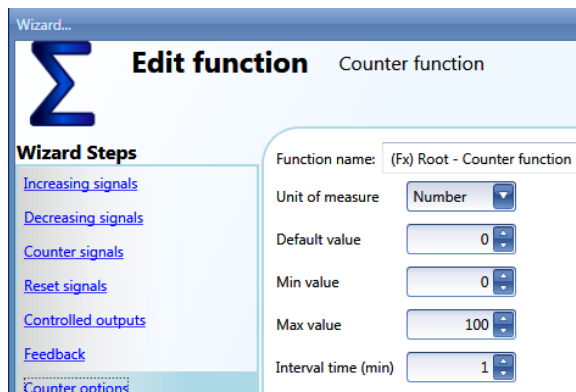 Wizard...
Edit function Counter function
Wizard Steps
Increasing signals
Decreasing signals
Counter signals
Reset signals
Controlled outputs
Feedback
Counter options
Function name: (Fx) Root - Counter function
Unit of measure Number
Default value 0
Min value 0
Max value 100
Interval time (min) 1